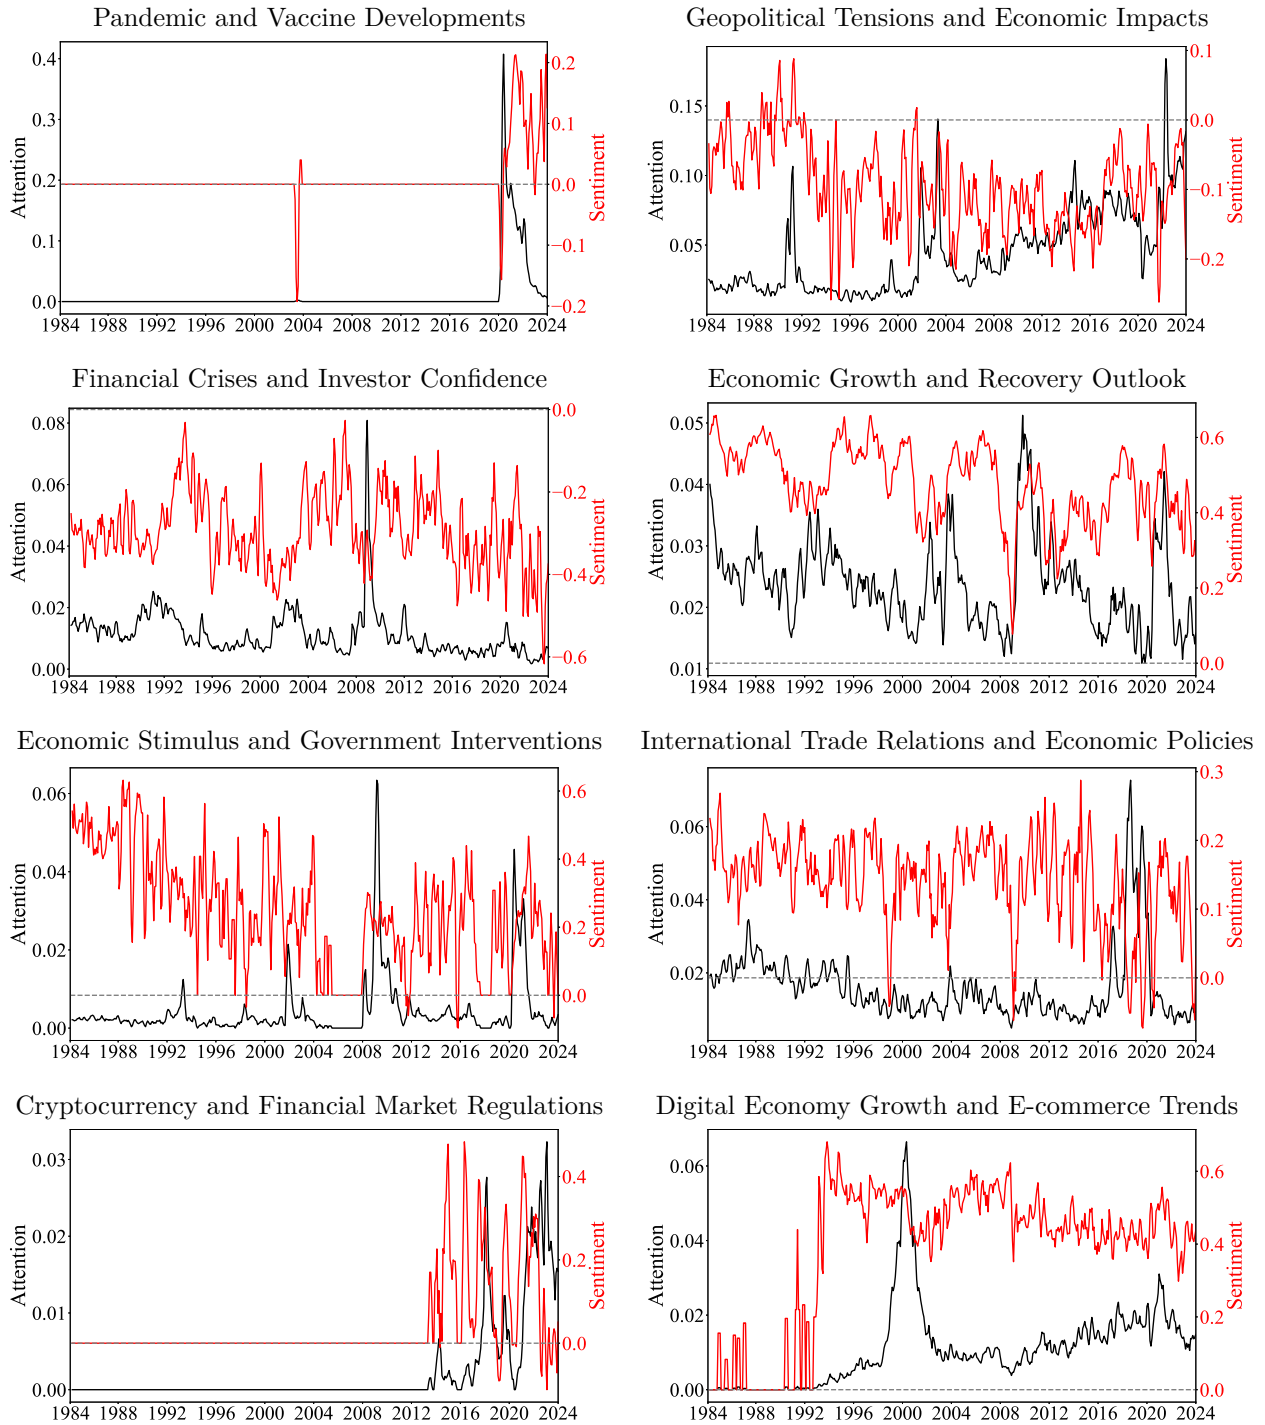 Pandemic and Vaccine Developments
0.4
0.3
0.2
0.1
0.0
Attention
0.2
0.1
0.0
−0.1
−0.2
Sentiment
1984 1988 1992 1996 2000 2004 2008 2012 2016 2020 2024
Geopolitical Tensions and Economic Impacts
0.15
0.10
0.05
Attention
0.1
0.0
−0.1
−0.2
Sentiment
1984 1988 1992 1996 2000 2004 2008 2012 2016 2020 2024
Financial Crises and Investor Confidence
0.08
0.06
0.04
0.02
0.00
Attention
0.0
−0.2
−0.4
−0.6
Sentiment
1984 1988 1992 1996 2000 2004 2008 2012 2016 2020 2024
Economic Growth and Recovery Outlook
0.05
0.04
0.03
0.02
0.01
Attention
0.6
0.4
0.2
0.0
Sentiment
1984 1988 1992 1996 2000 2004 2008 2012 2016 2020 2024
Economic Stimulus and Government Interventions
0.06
0.04
0.02
0.00
Attention
0.6
0.4
0.2
0.0
Sentiment
1984 1988 1992 1996 2000 2004 2008 2012 2016 2020 2024
International Trade Relations and Economic Policies
0.06
0.04
0.02
Attention
0.3
0.2
0.1
0.0
Sentiment
1984 1988 1992 1996 2000 2004 2008 2012 2016 2020 2024
Cryptocurrency and Financial Market Regulations
0.03
0.02
0.01
0.00
Attention
0.4
0.2
0.0
Sentiment
1984 1988 1992 1996 2000 2004 2008 2012 2016 2020 2024
Digital Economy Growth and E-commerce Trends
0.06
0.04
0.02
0.00
Attention
0.6
0.4
0.2
0.0
Sentiment
1984 1988 1992 1996 2000 2004 2008 2012 2016 2020 2024